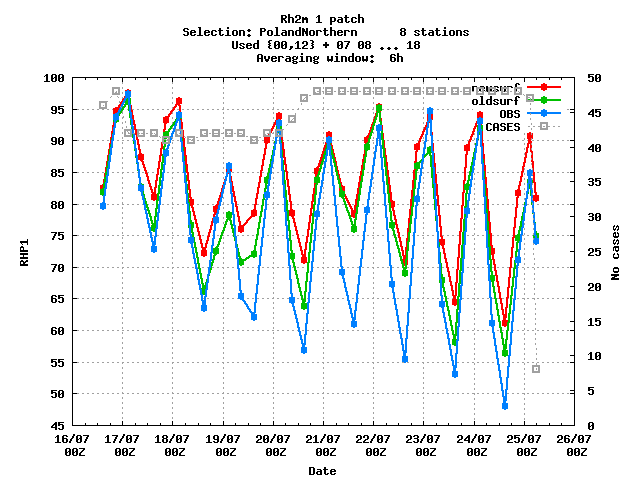 Rh2m 1 patch
Selection: PolandNorthern      8 stations
Used {00,12} + 07 08 ... 18
Averaging window:  6h
newsurf
oldsurf
OBS
CASES
RHP1
100
95
90
85
80
75
70
65
60
55
50
45
No cases
50
45
40
35
30
25
20
15
10
5
0
16/07 17/07 18/07 19/07 20/07 21/07 22/07 23/07 24/07 25/07 26/07
00Z 00Z 00Z 00Z 00Z 00Z 00Z 00Z 00Z 00Z 00Z
Date